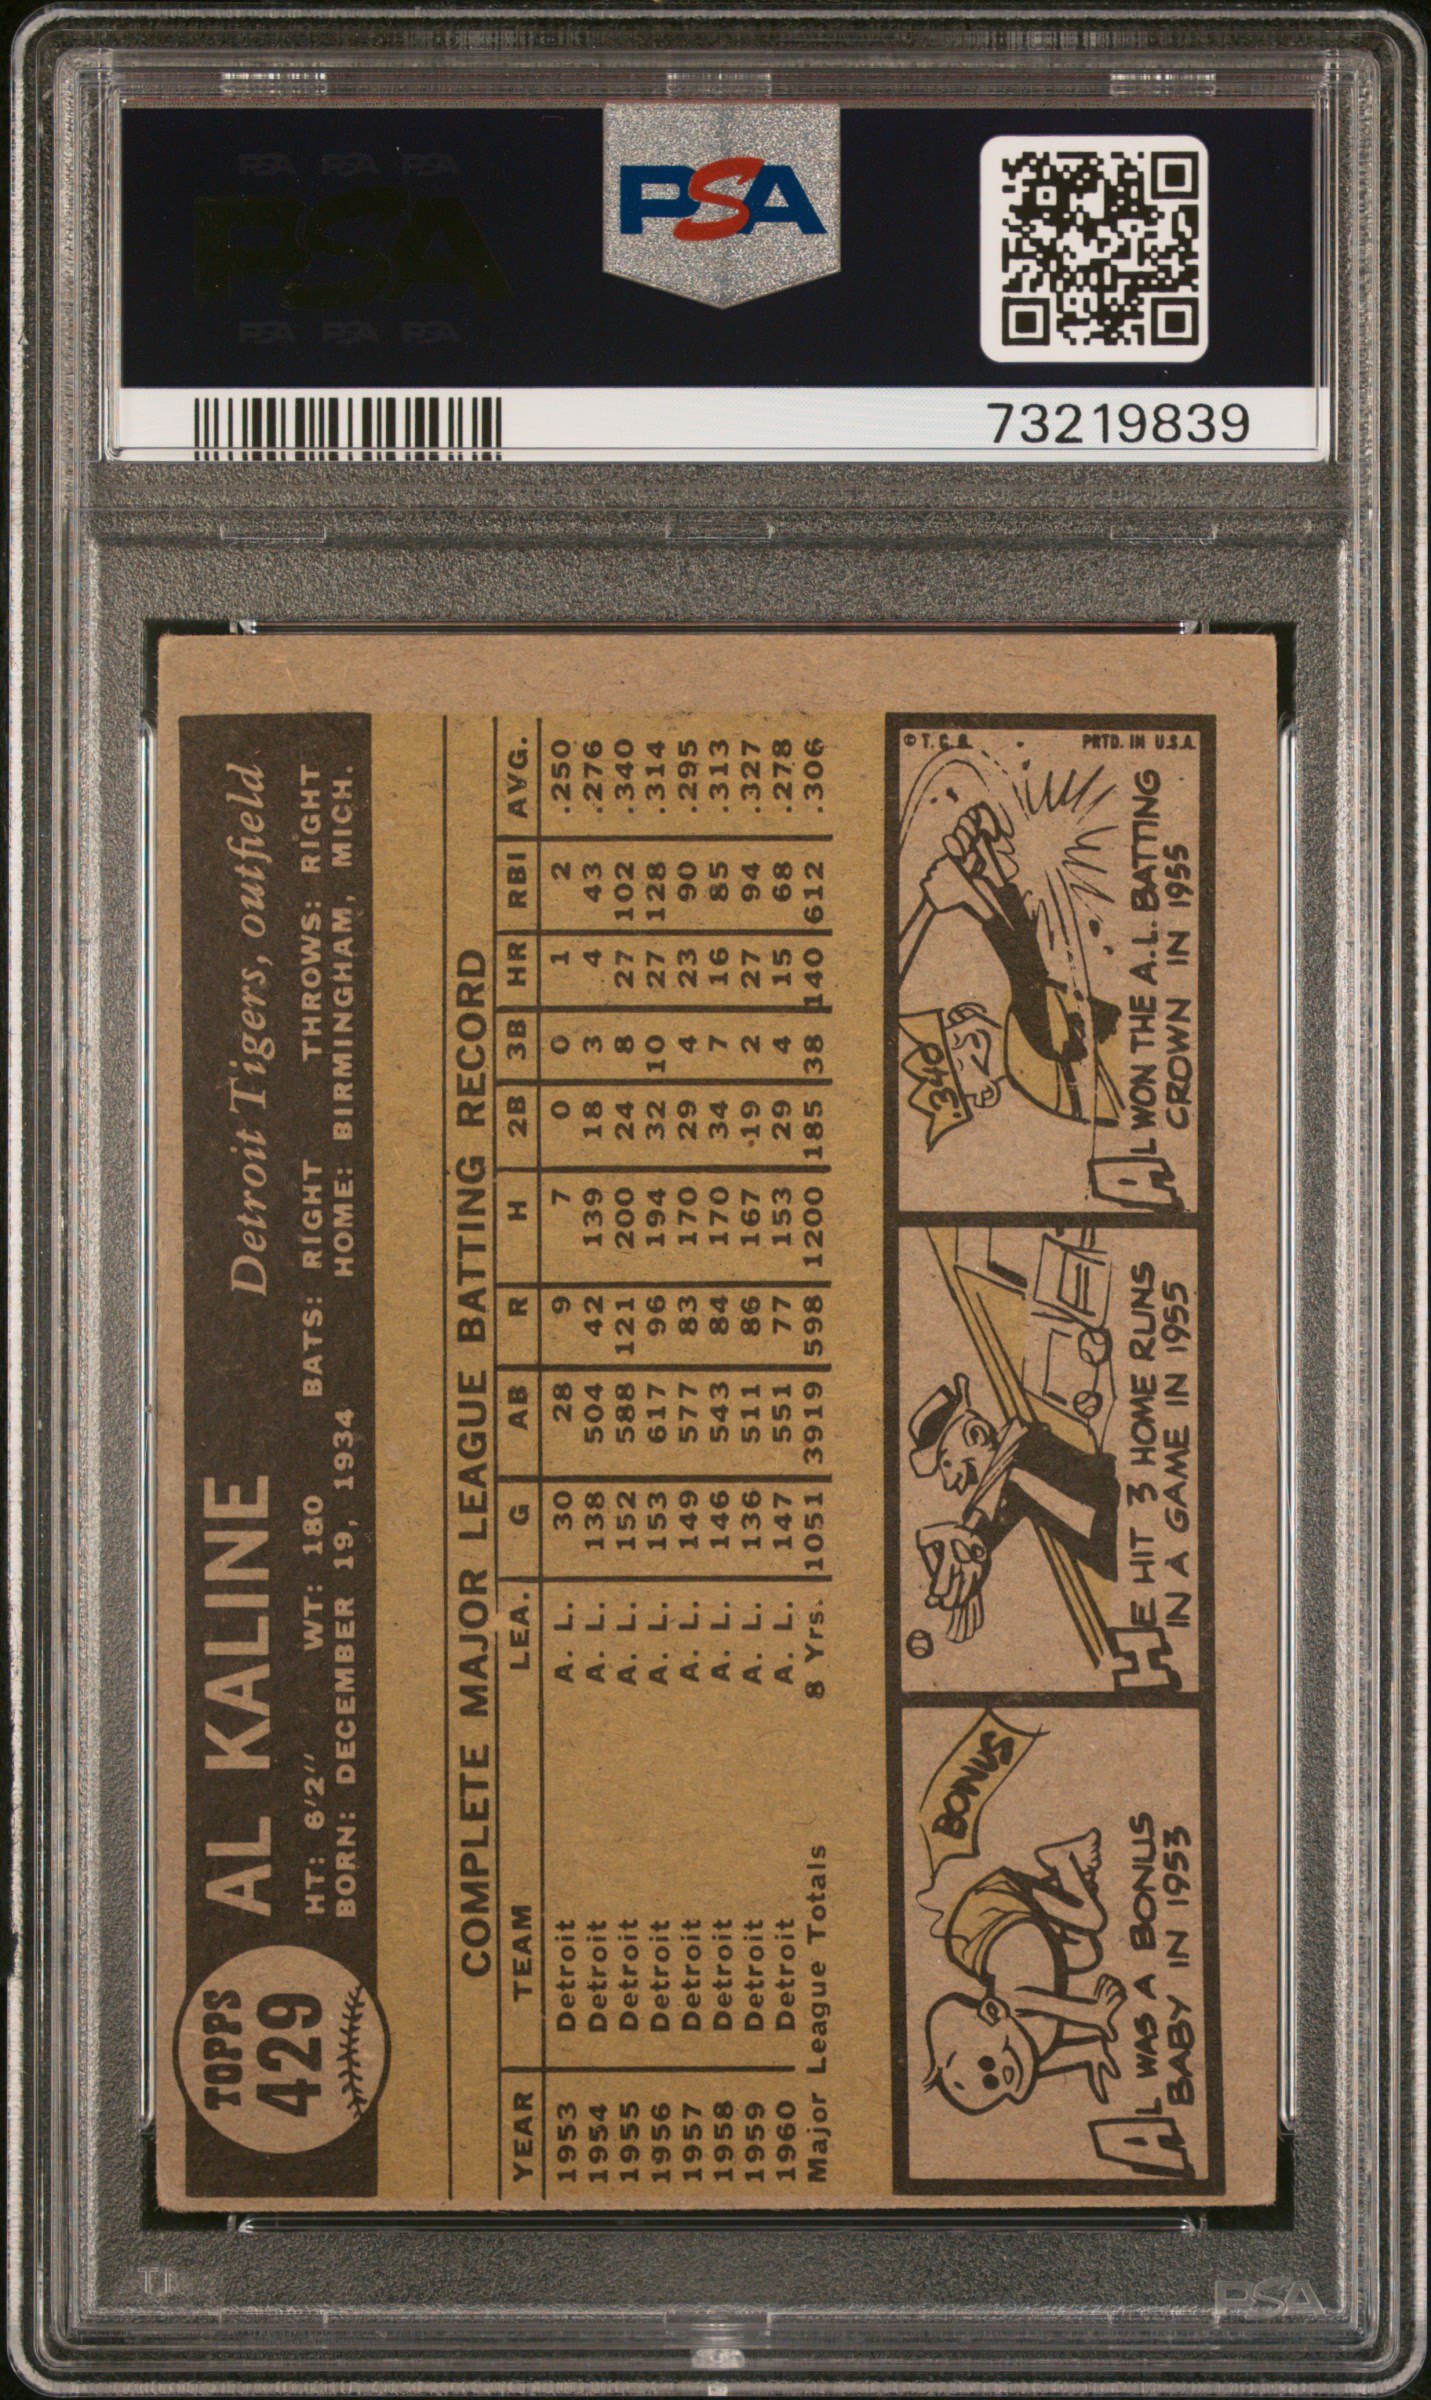 PSA PSA PSA
PSA
PSA PSA PSA
PSA
73219839
TOPPS
429
AL KALINE
Detroit Tigers, outfield
HT: 6'2" WT: 180 BATS: RIGHT THROWS: RIGHT
BORN: DECEMBER 19, 1934 HOME: BIRMINGHAM, MICH.
COMPLETE MAJOR LEAGUE BATTING RECORD
YEAR TEAM LEA. G AB R H 2B 3B HR RBI AVG.
1953 Detroit A. L. 30 28 9 7 0 0 1 2 .250
1954 Detroit A. L. 138 504 42 139 18 3 4 43 .276
1955 Detroit A. L. 152 588 121 200 24 8 27 102 .340
1956 Detroit A. L. 153 617 96 194 32 10 27 128 .314
1957 Detroit A. L. 149 577 83 170 29 4 23 90 .295
1958 Detroit A. L. 146 543 84 170 34 7 16 85 .313
1959 Detroit A. L. 136 511 86 167 19 2 27 94 .327
1960 Detroit A. L. 147 551 77 153 29 4 15 68 .278
Major League Totals 8 Yrs. 1051 3919 598 1200 185 38 140 612 .306
BONUS
AL WAS A BONUS
BABY IN 1953
HE HIT 3 HOME RUNS
IN A GAME IN 1955
© T.C.G. PRTD. IN U.S.A.
.340
AL WON THE A.L. BATTING
CROWN IN 1955
PSA